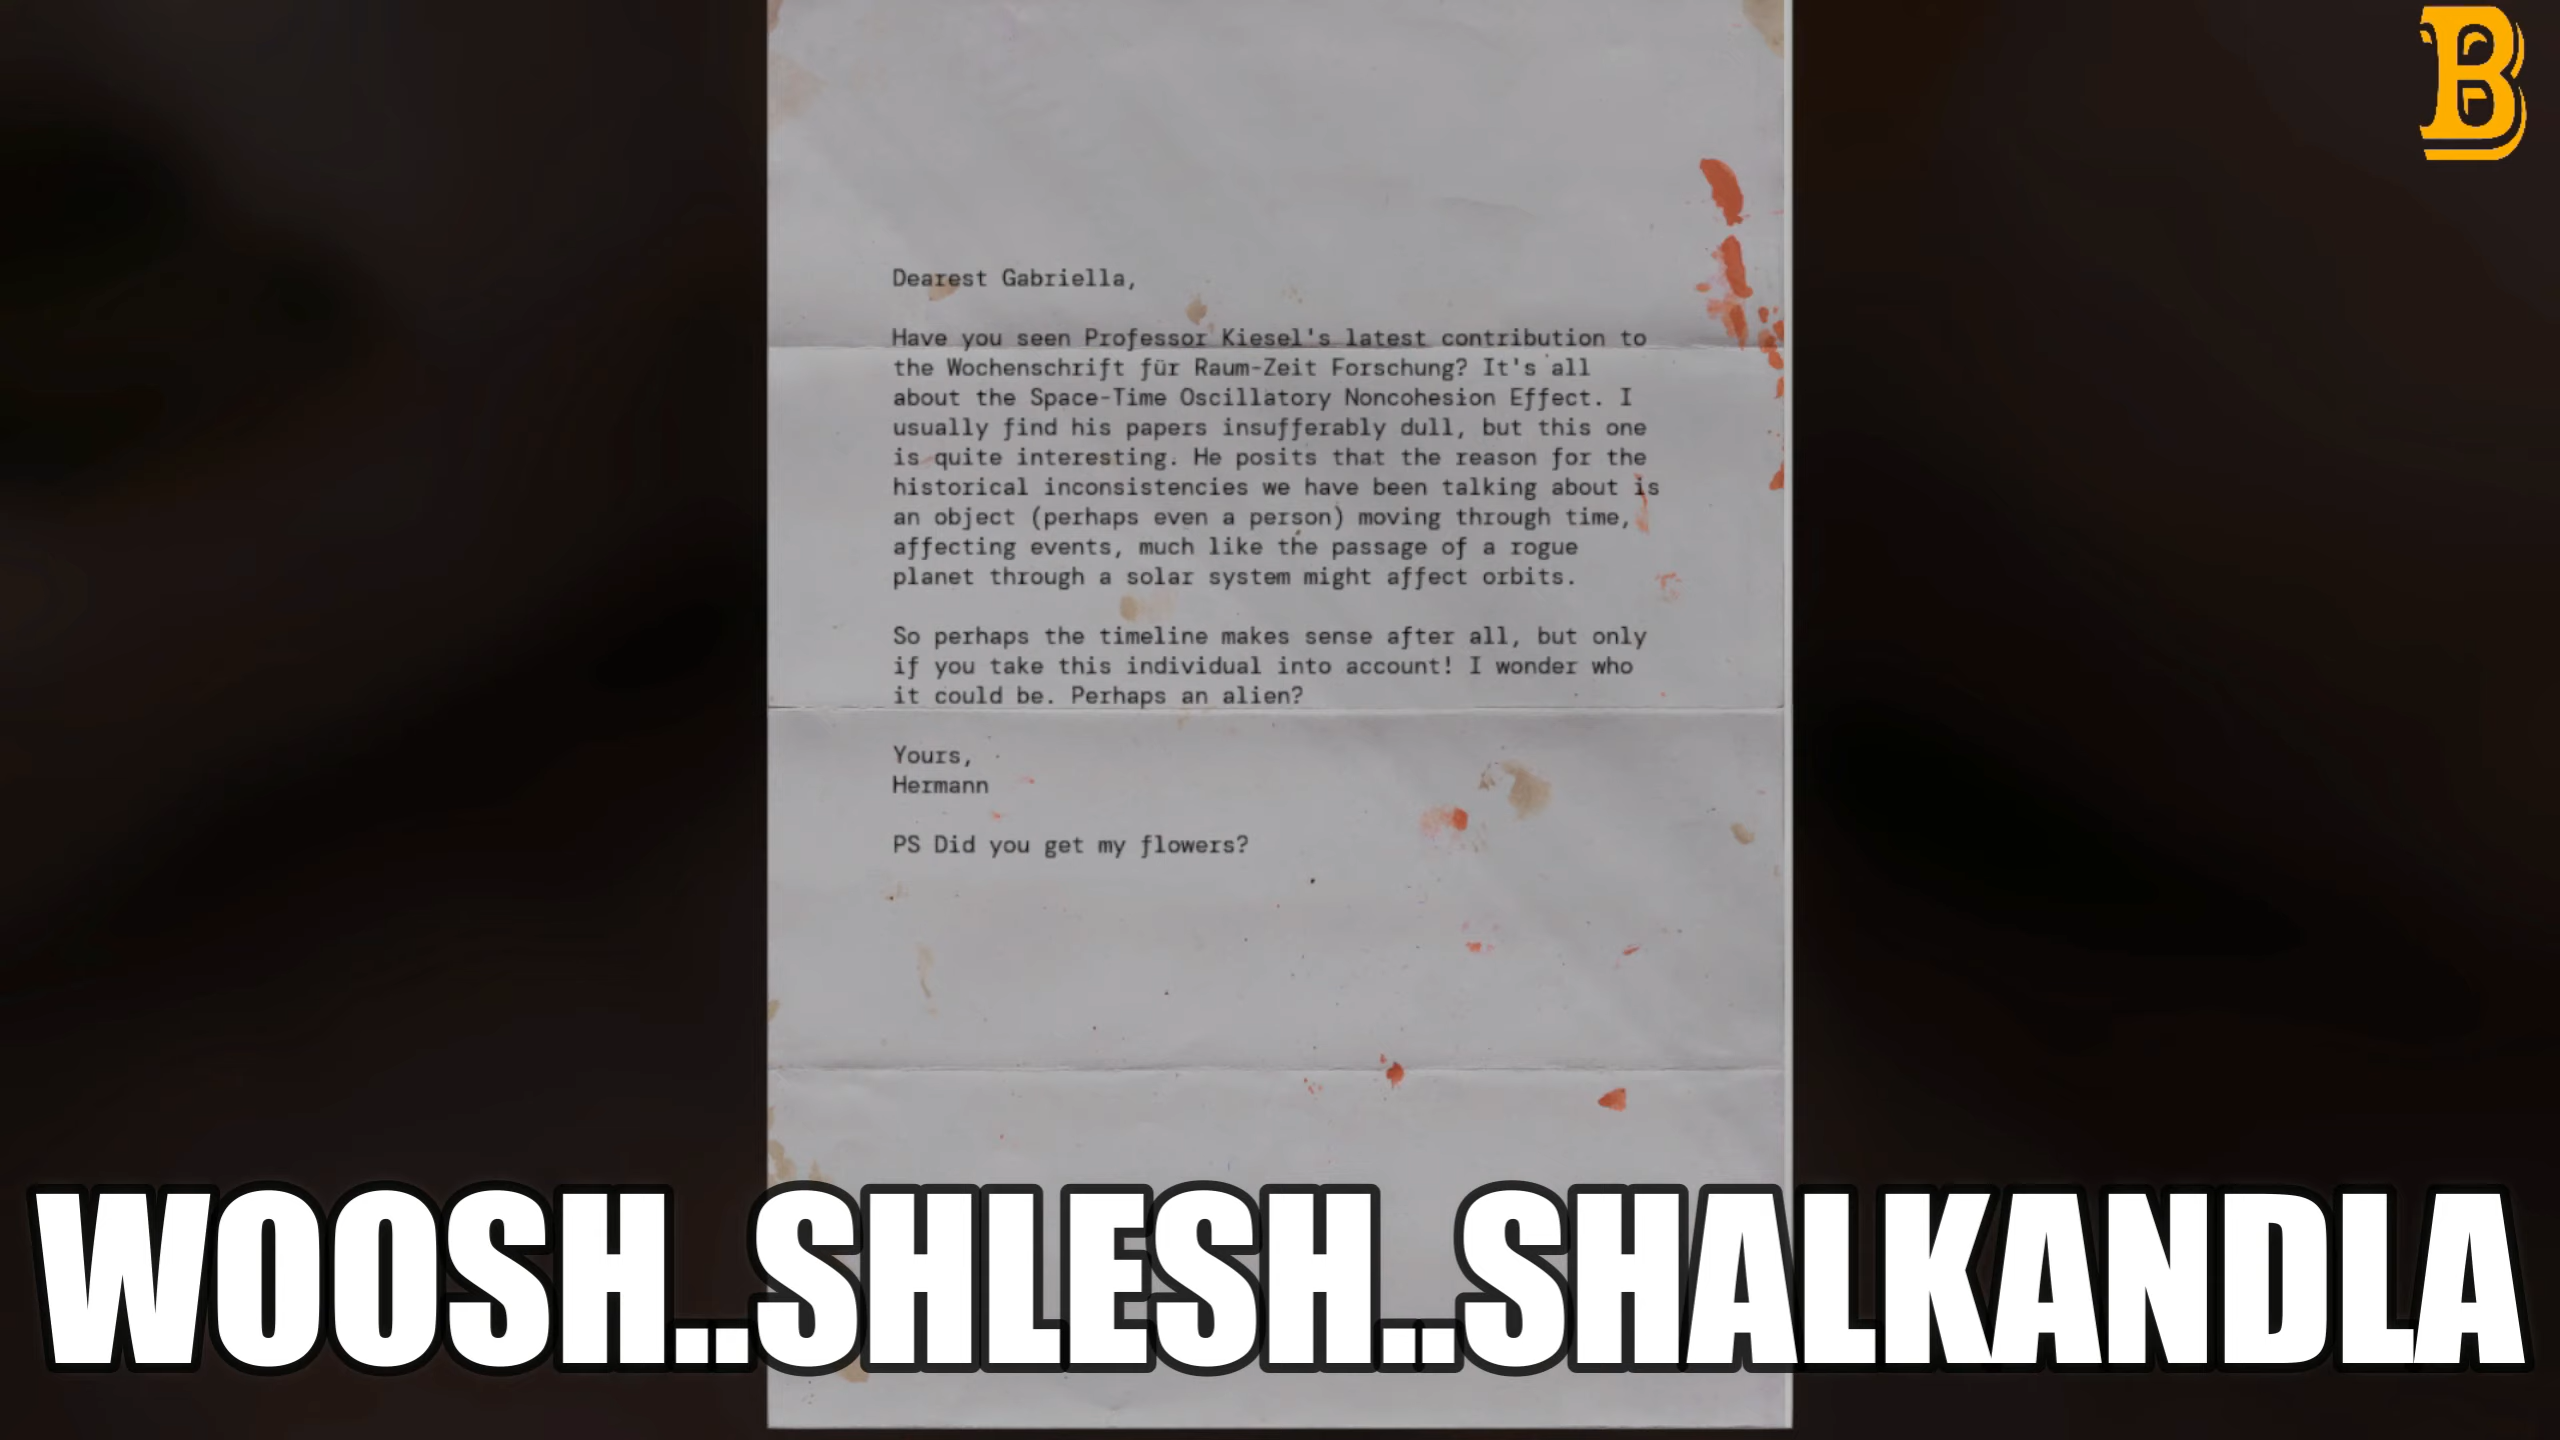 B
Dearest Gabriella,
Have you seen Professor Kiesel's latest contribution to
the Wochenschrift für Raum-Zeit Forschung? It's all
about the Space-Time Oscillatory Noncohesion Effect. I
usually find his papers insufferably dull, but this one
is quite interesting. He posits that the reason for the
historical inconsistencies we have been talking about is
an object (perhaps even a person) moving through time,
affecting events, much like the passage of a rogue
planet through a solar system might affect orbits.
So perhaps the timeline makes sense after all, but only
if you take this individual into account! I wonder who
it could be. Perhaps an alien?
Yours,
Hermann
PS Did you get my flowers?
WOOSH..SHLESH..SHALKANDLA